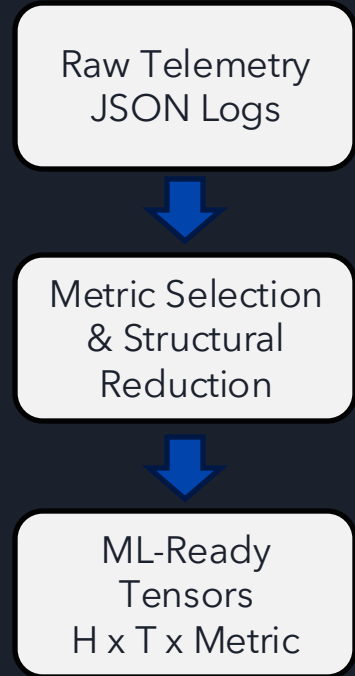 Raw Telemetry
JSON Logs
Metric Selection
& Structural
Reduction
ML-Ready
Tensors
H x T x Metric